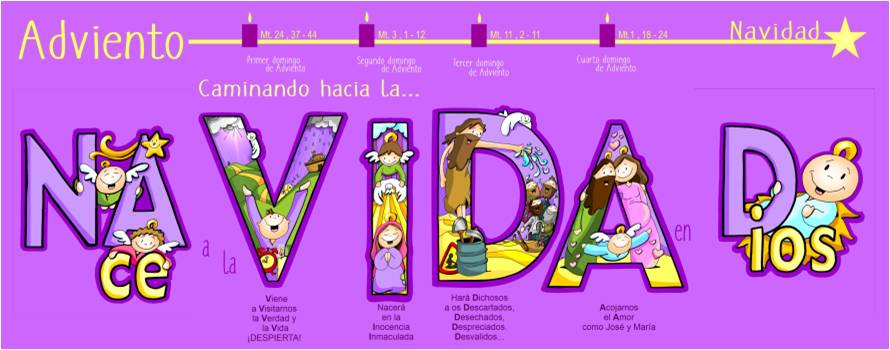 Adviento
Mt. 24 , 37 - 44
Mt. 3 , 1 - 12
Mt. 11 , 2 - 11
Mt.1 , 18 - 24
Navidad
Primer domingo
de Adviento
Segundo domingo
de Adviento
Tercer domingo
de Adviento
Cuarto domingo
de Adviento
Caminando hacia La...
NA
ce
a la
VIDA
en
D
ios
Viene
a Visitarnos
la Verdad y
la Vida
¡DESPIERTA!
Nacerá
en la
Inocencia
Inmaculada
Hará Dichosos
a os Descartados,
Desechados,
Despreciados.
Desvalidos...
Acojamos
el Amor
como José y María